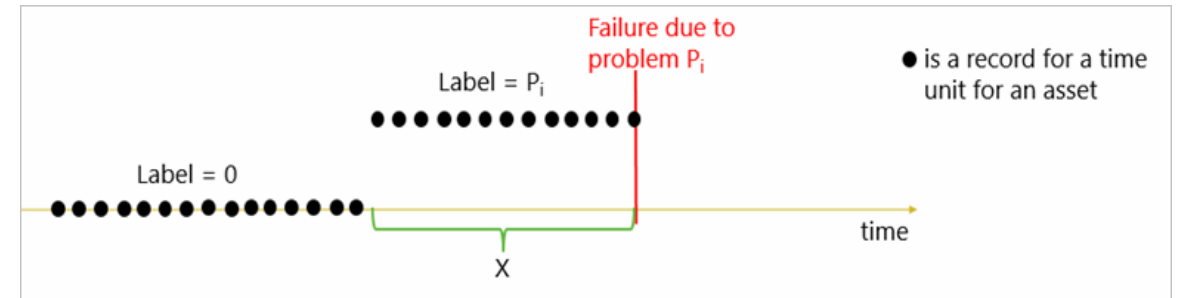 Failure due to
problem Pi
Label = Pi
● is a record for a time
unit for an asset
Label = 0
time
X